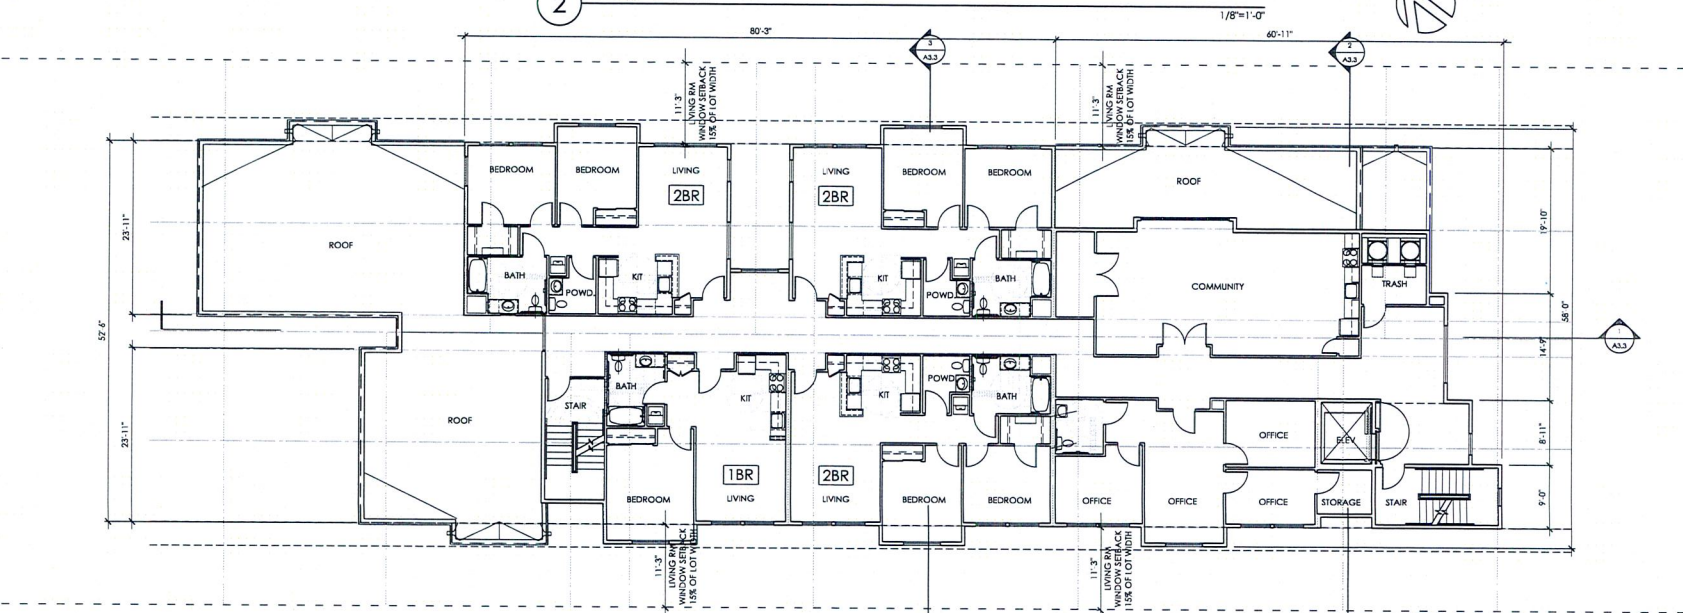 2
1/8"=1'-0"
80'-3"
60'-11"
3
A3.3
2
A3.3
11'-3"
LIVING RM
WINDOW SETBACK
15% OF LOT WIDTH
11'-3"
LIVING RM
WINDOW SETBACK
15% OF LOT WIDTH
BEDROOM
BEDROOM
LIVING
2BR
LIVING
2BR
BEDROOM
BEDROOM
ROOF
23'-11"
ROOF
19'-10"
BATH
POWD.
KIT
KIT
POWD.
BATH
COMMUNITY
TRASH
52'-6"
58'-0"
A3.3
14'-9"
ROOF
STAIR
BATH
KIT
KIT
POWD.
BATH
23'-11"
OFFICE
ELEV.
8'-11"
1BR
2BR
BEDROOM
LIVING
LIVING
BEDROOM
BEDROOM
OFFICE
OFFICE
OFFICE
STORAGE
STAIR
9'-0"
11'-3"
LIVING RM
WINDOW SETBACK
15% OF LOT WIDTH
11'-3"
LIVING RM
WINDOW SETBACK
15% OF LOT WIDTH